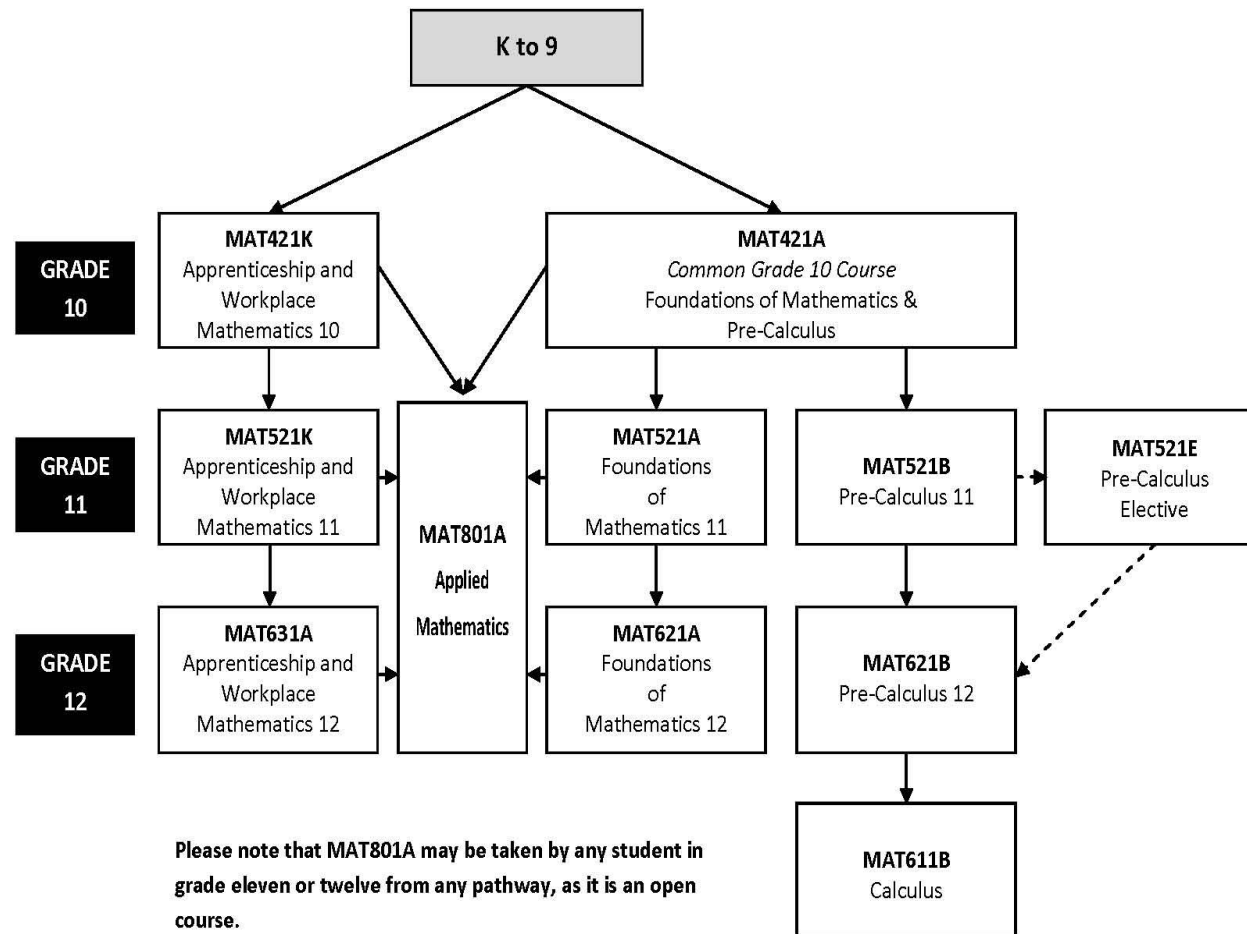 K to 9
GRADE
10
MAT421K
Apprenticeship and
Workplace
Mathematics 10
MAT421A
Common Grade 10 Course
Foundations of Mathematics &
Pre-Calculus
GRADE
11
MAT521K
Apprenticeship and
Workplace
Mathematics 11
MAT801A
Applied
Mathematics
MAT521A
Foundations
of
Mathematics 11
MAT521B
Pre-Calculus 11
MAT521E
Pre-Calculus
Elective
GRADE
12
MAT631A
Apprenticeship and
Workplace
Mathematics 12
MAT621A
Foundations
of
Mathematics 12
MAT621B
Pre-Calculus 12
MAT611B
Calculus
Please note that MAT801A may be taken by any student in
grade eleven or twelve from any pathway, as it is an open
course.